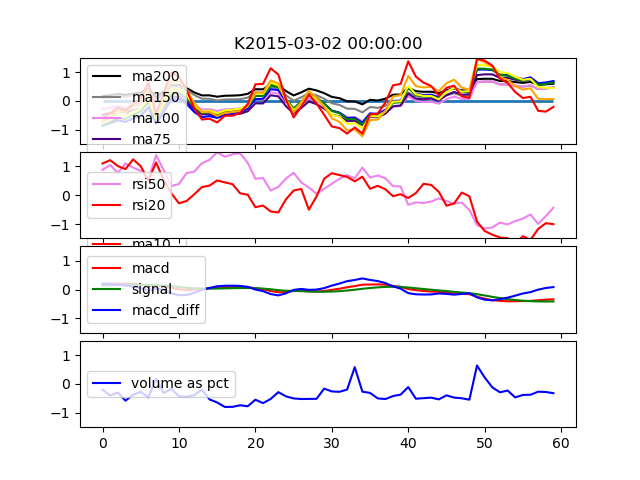 K2015-03-02 00:00:00
1
0
−1
ma200
ma150
ma100
ma75
1
0
−1
rsi50
rsi20
ma10
1
0
−1
macd
signal
macd_diff
1
0
−1
volume as pct
0 10 20 30 40 50 60